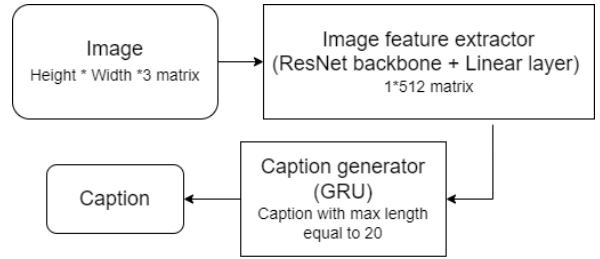 Image
Height * Width *3 matrix
Image feature extractor
(ResNet backbone + Linear layer)
1*512 matrix
Caption generator
(GRU)
Caption with max length
equal to 20
Caption